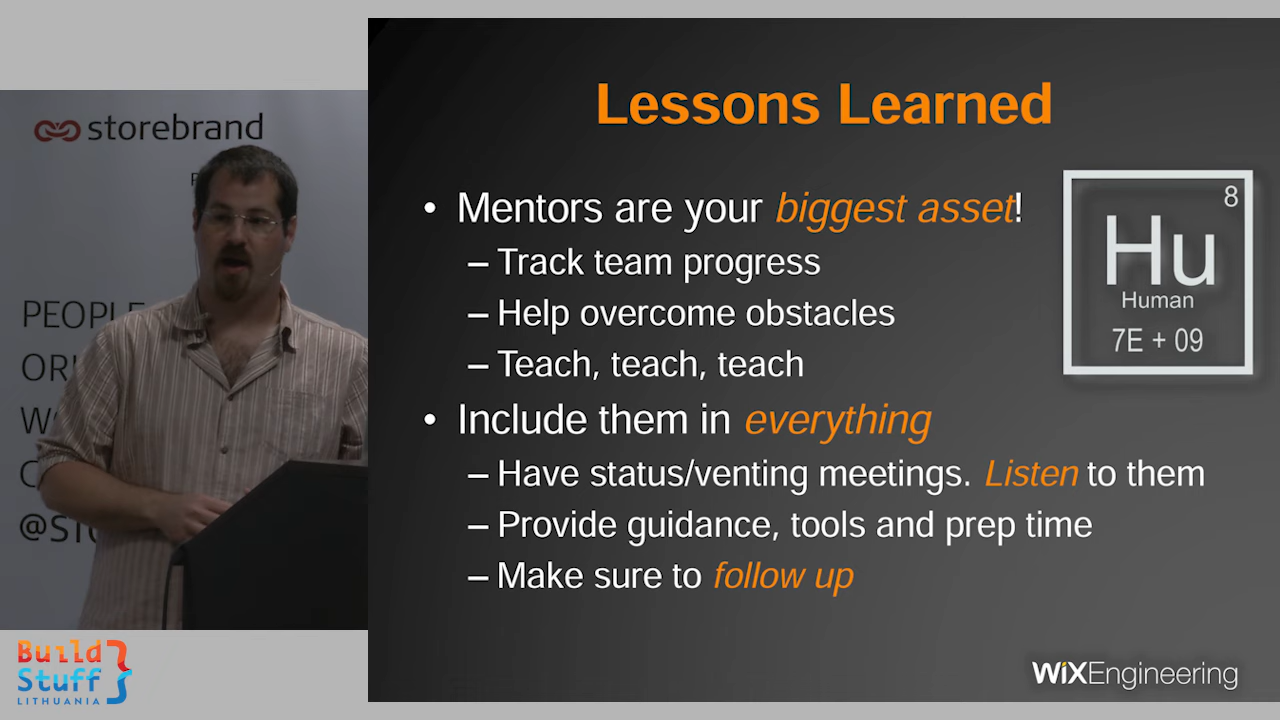 storebrand
PEOPLE
Lessons Learned
• Mentors are your biggest asset!
– Track team progress
– Help overcome obstacles
– Teach, teach, teach
• Include them in everything
– Have status/venting meetings. Listen to them
– Provide guidance, tools and prep time
– Make sure to follow up
8
Hu
Human
7E + 09
WiXEngineering
Build
Stuff
LITHUANIA